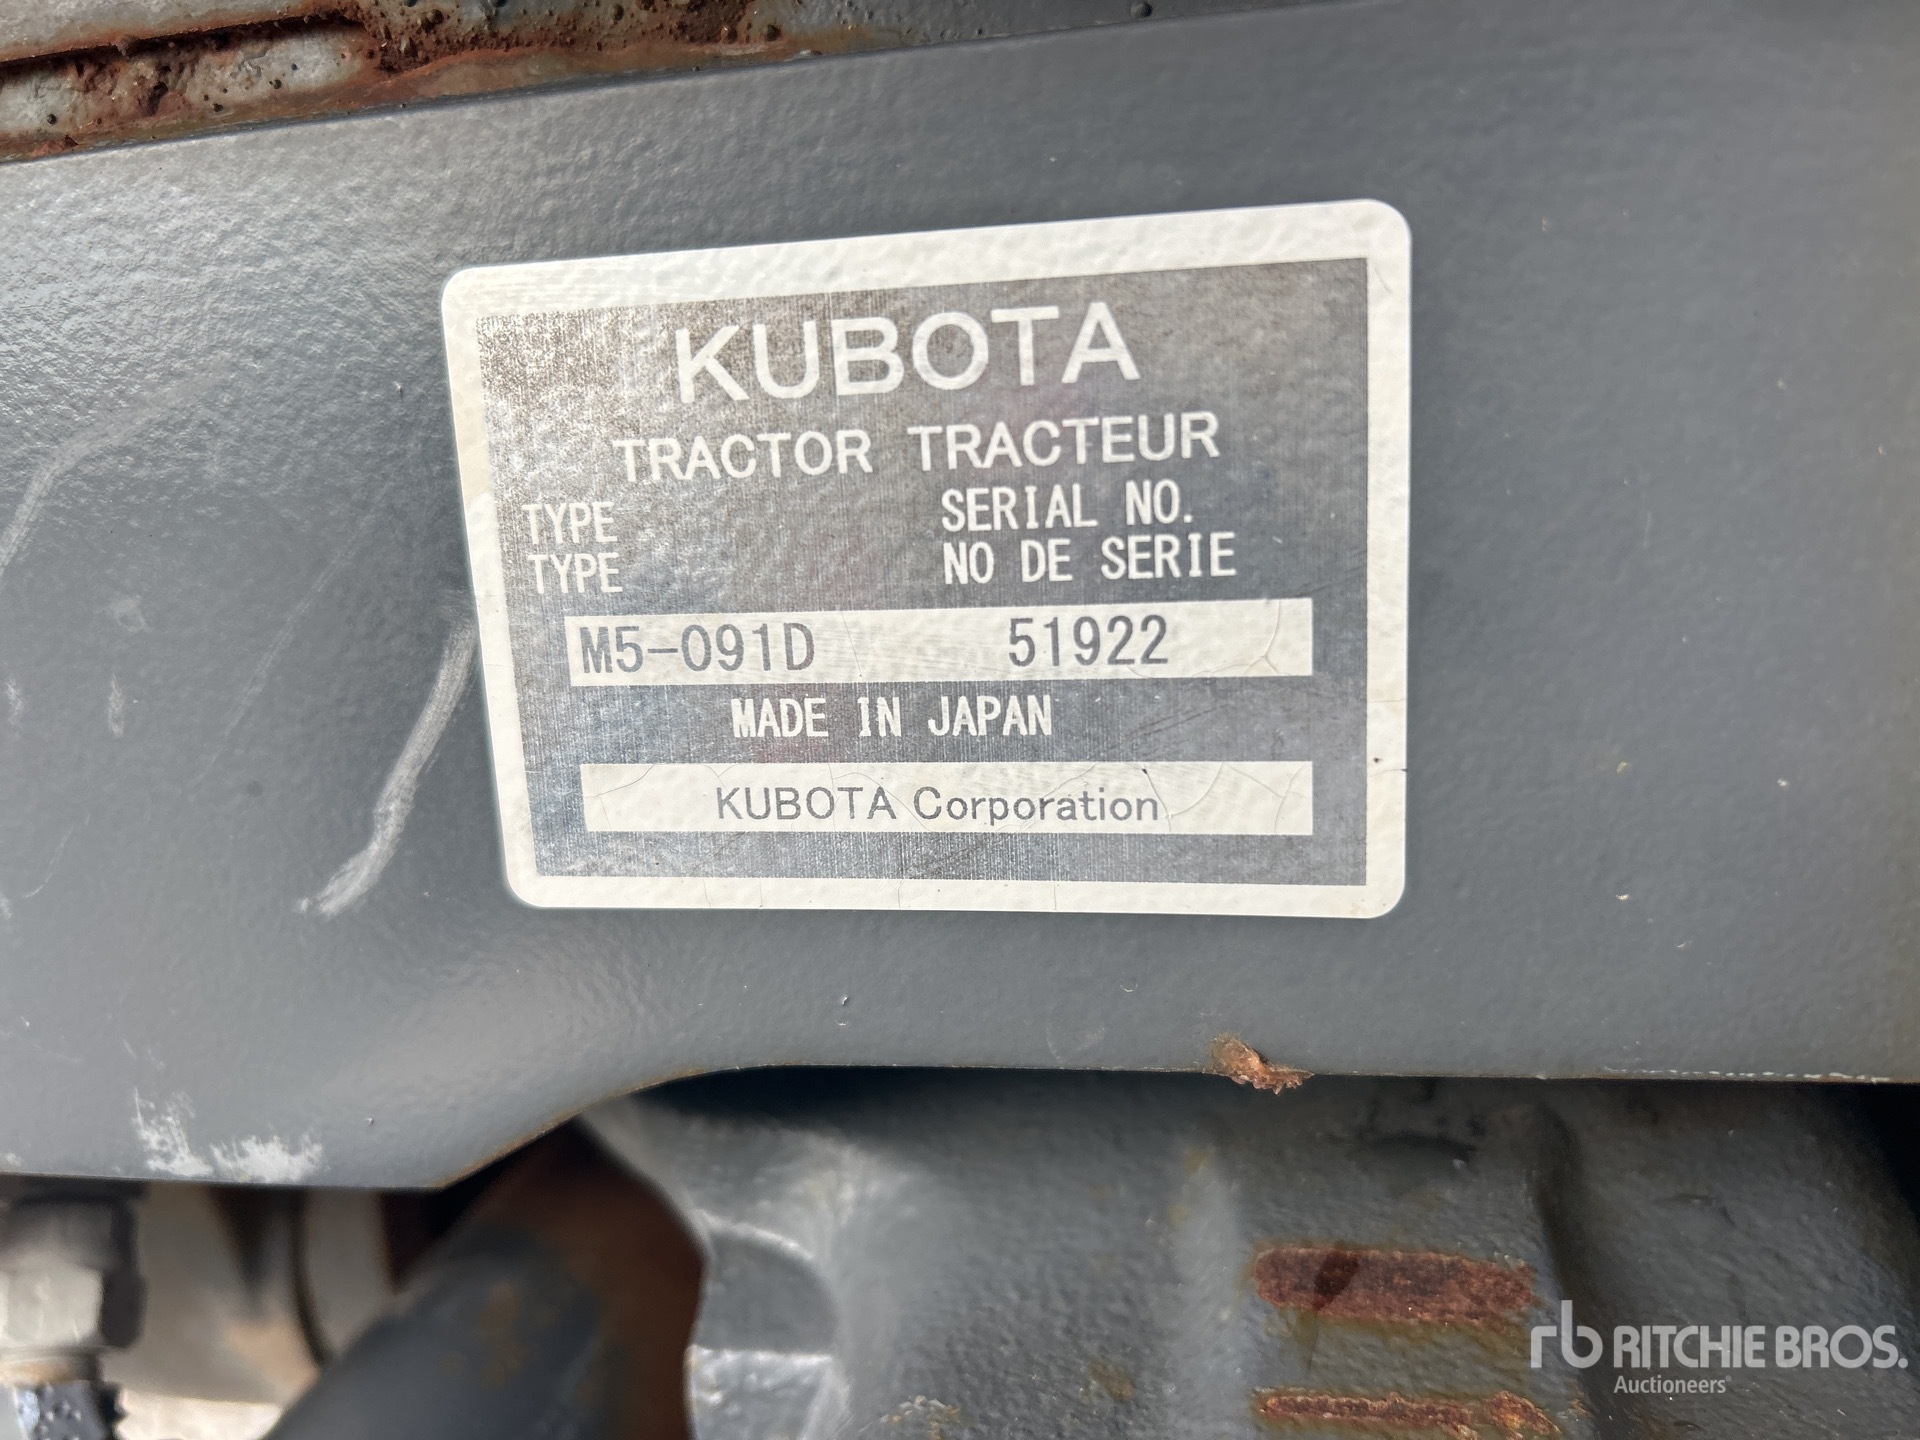 KUBOTA
TRACTOR TRACTEUR
TYPE SERIAL NO.
TYPE NO DE SERIE
M5-091D 51922
MADE IN JAPAN
KUBOTA Corporation
rb RITCHIE BROS.
Auctioneers